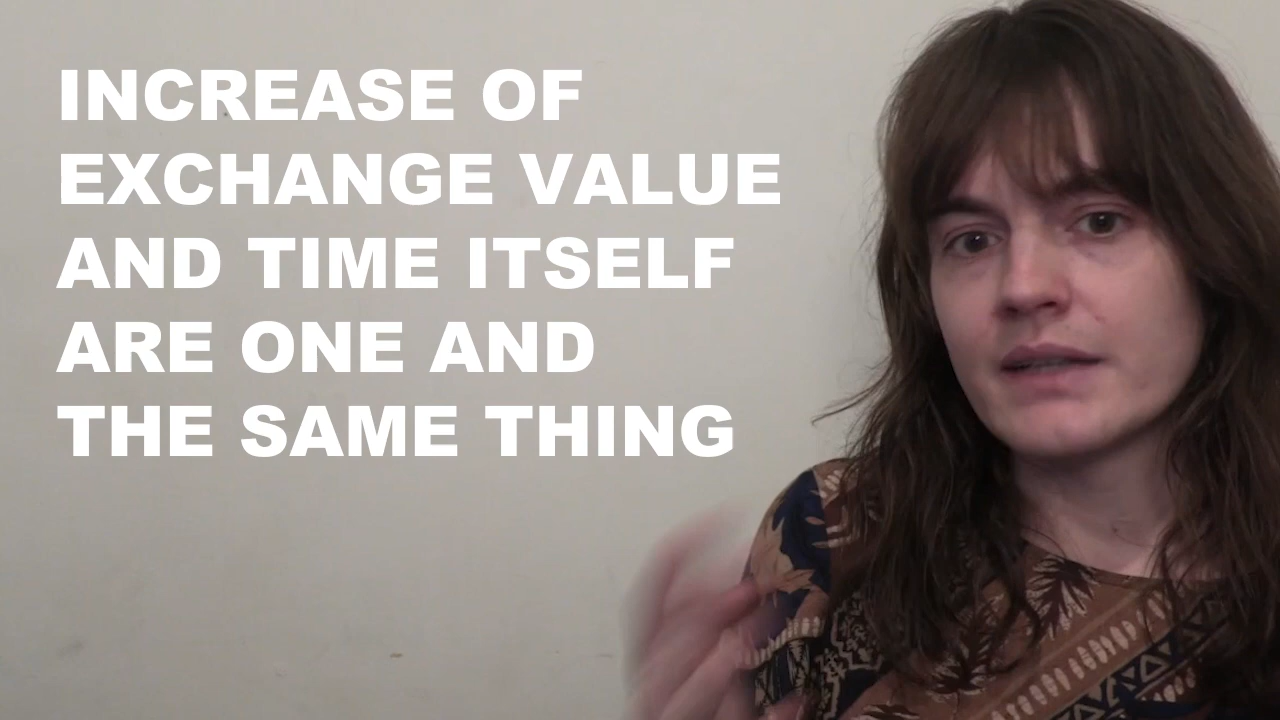 INCREASE OF
EXCHANGE VALUE
AND TIME ITSELF
ARE ONE AND
THE SAME THING